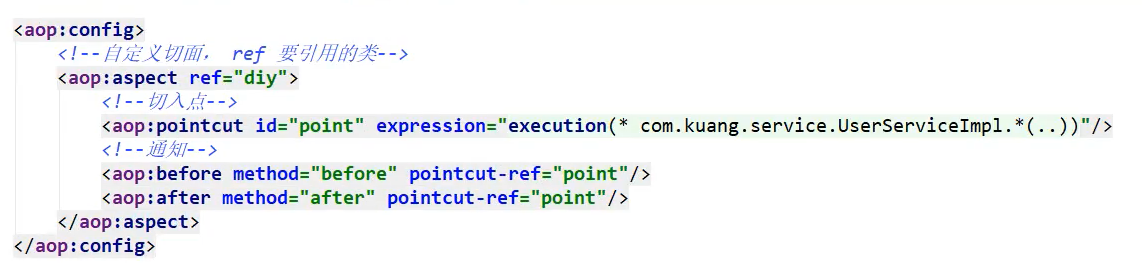 <aop:config>
<!--自定义切面, ref 要引用的类-->
<aop:aspect ref="diy">
<!--切入点-->
<aop:pointcut id="point" expression="execution(* com.kuang.service.UserServiceImpl.*(..))"/>
<!--通知-->
<aop:before method="before" pointcut-ref="point"/>
<aop:after method="after" pointcut-ref="point"/>
</aop:aspect>
</aop:config>